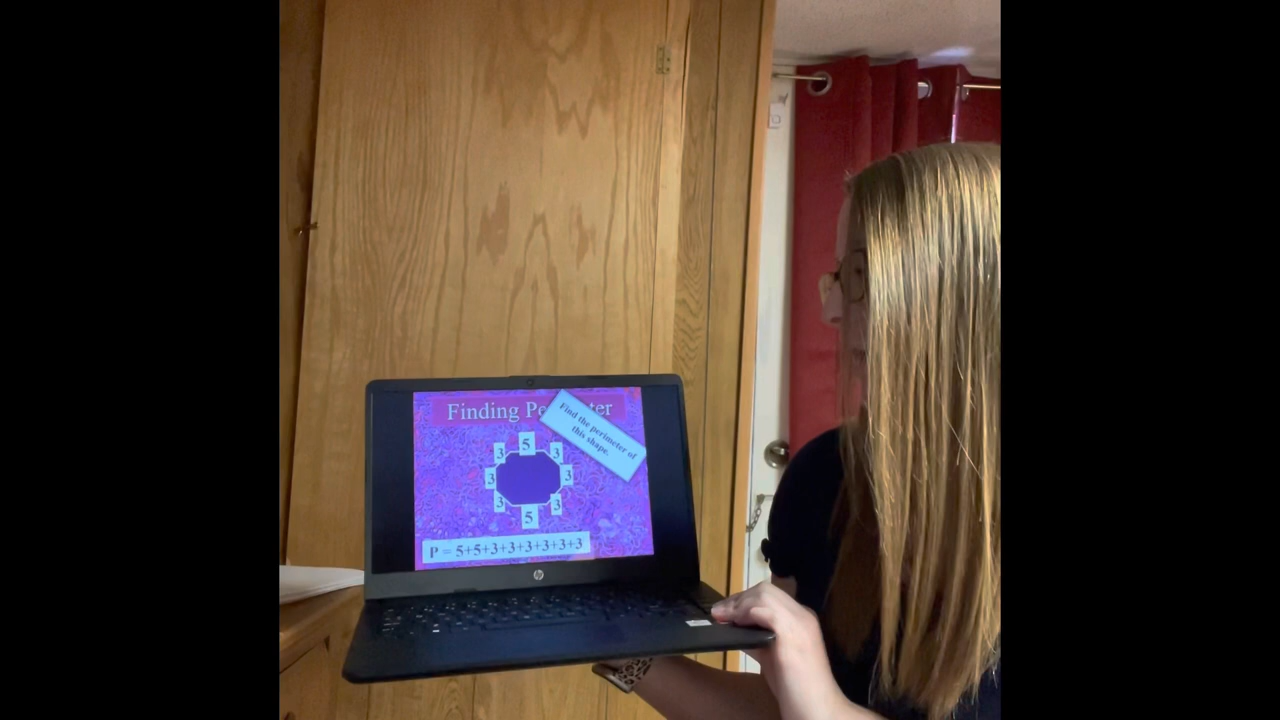 Finding Pe ter
Find the perimeter of
this shape.
5
3
3
3
3
3
3
5
P = 5+5+3+3+3+3+3+3
hp